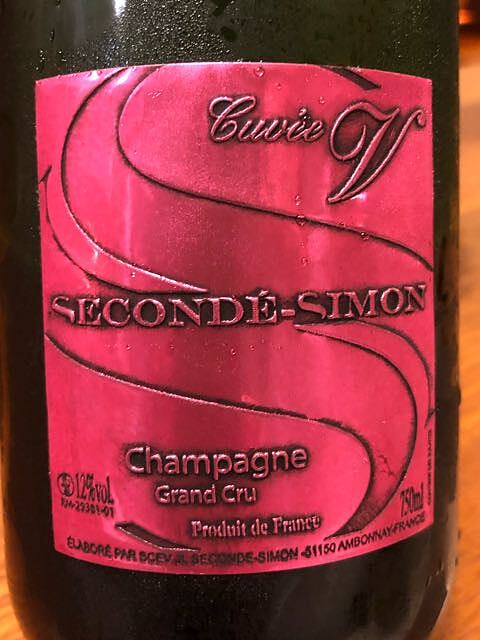 Cuvée V
SECONDÉ-SIMON
Champagne
Grand Cru
12%vol.
750ml
Produit de France
ÉLABORÉ PAR SCEV JL SECONDÉ-SIMON -51150 AMBONNAY-FRANCE